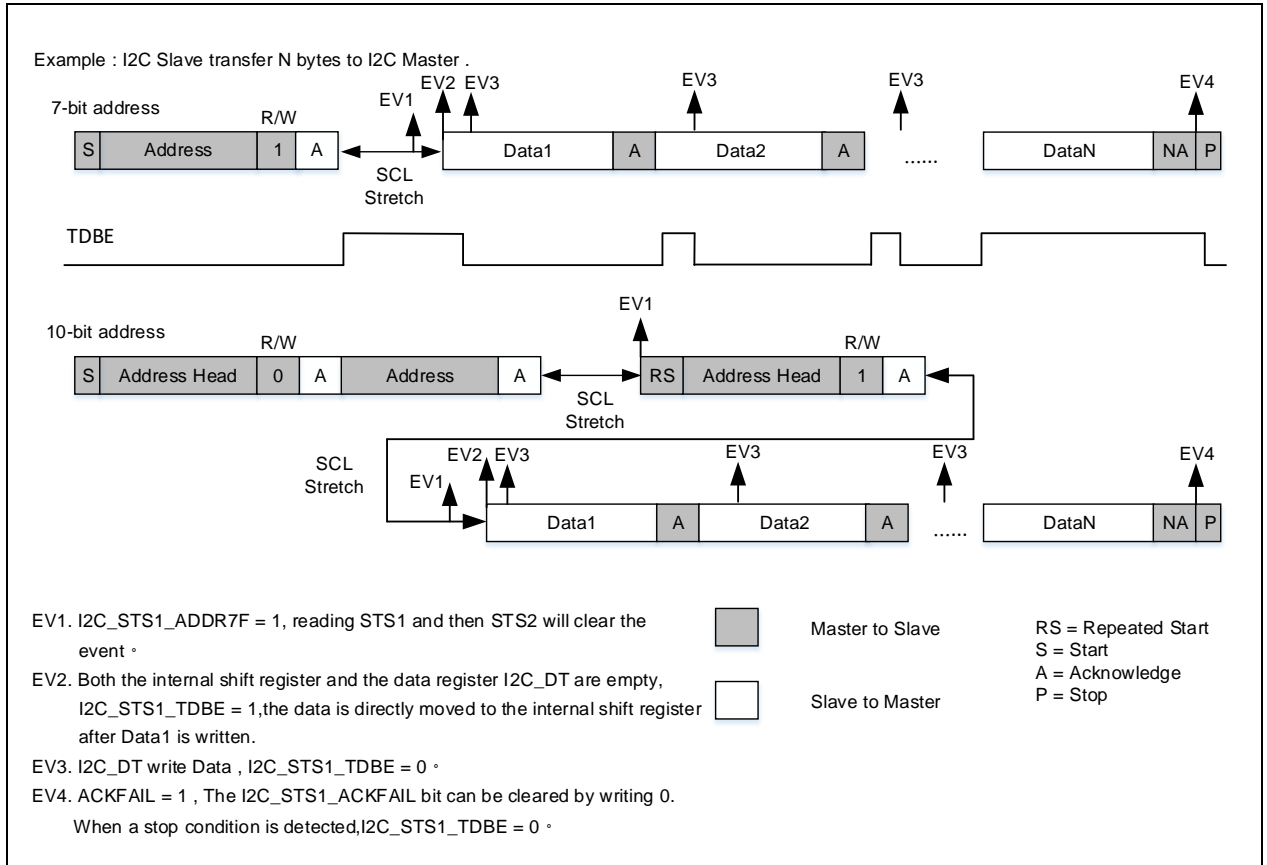 Example : I2C Slave transfer N bytes to I2C Master .
EV2 EV3 EV3 EV3 EV4
7-bit address EV1
R/W
S Address 1 A Data1 A Data2 A ...... DataN NA P
SCL
Stretch
TDBE
EV1
10-bit address
R/W R/W
S Address Head 0 A Address A RS Address Head 1 A
SCL
Stretch
SCL
Stretch
EV2 EV3 EV3 EV3 EV4
EV1
Data1 A Data2 A ...... DataN NA P
EV1. I2C_STS1_ADDR7F = 1, reading STS1 and then STS2 will clear the
event。
EV2. Both the internal shift register and the data register I2C_DT are empty,
I2C_STS1_TDBE = 1,the data is directly moved to the internal shift register
after Data1 is written.
EV3. I2C_DT write Data , I2C_STS1_TDBE = 0。
EV4. ACKFAIL = 1 , The I2C_STS1_ACKFAIL bit can be cleared by writing 0.
When a stop condition is detected,I2C_STS1_TDBE = 0。
Master to Slave
Slave to Master
RS = Repeated Start
S = Start
A = Acknowledge
P = Stop